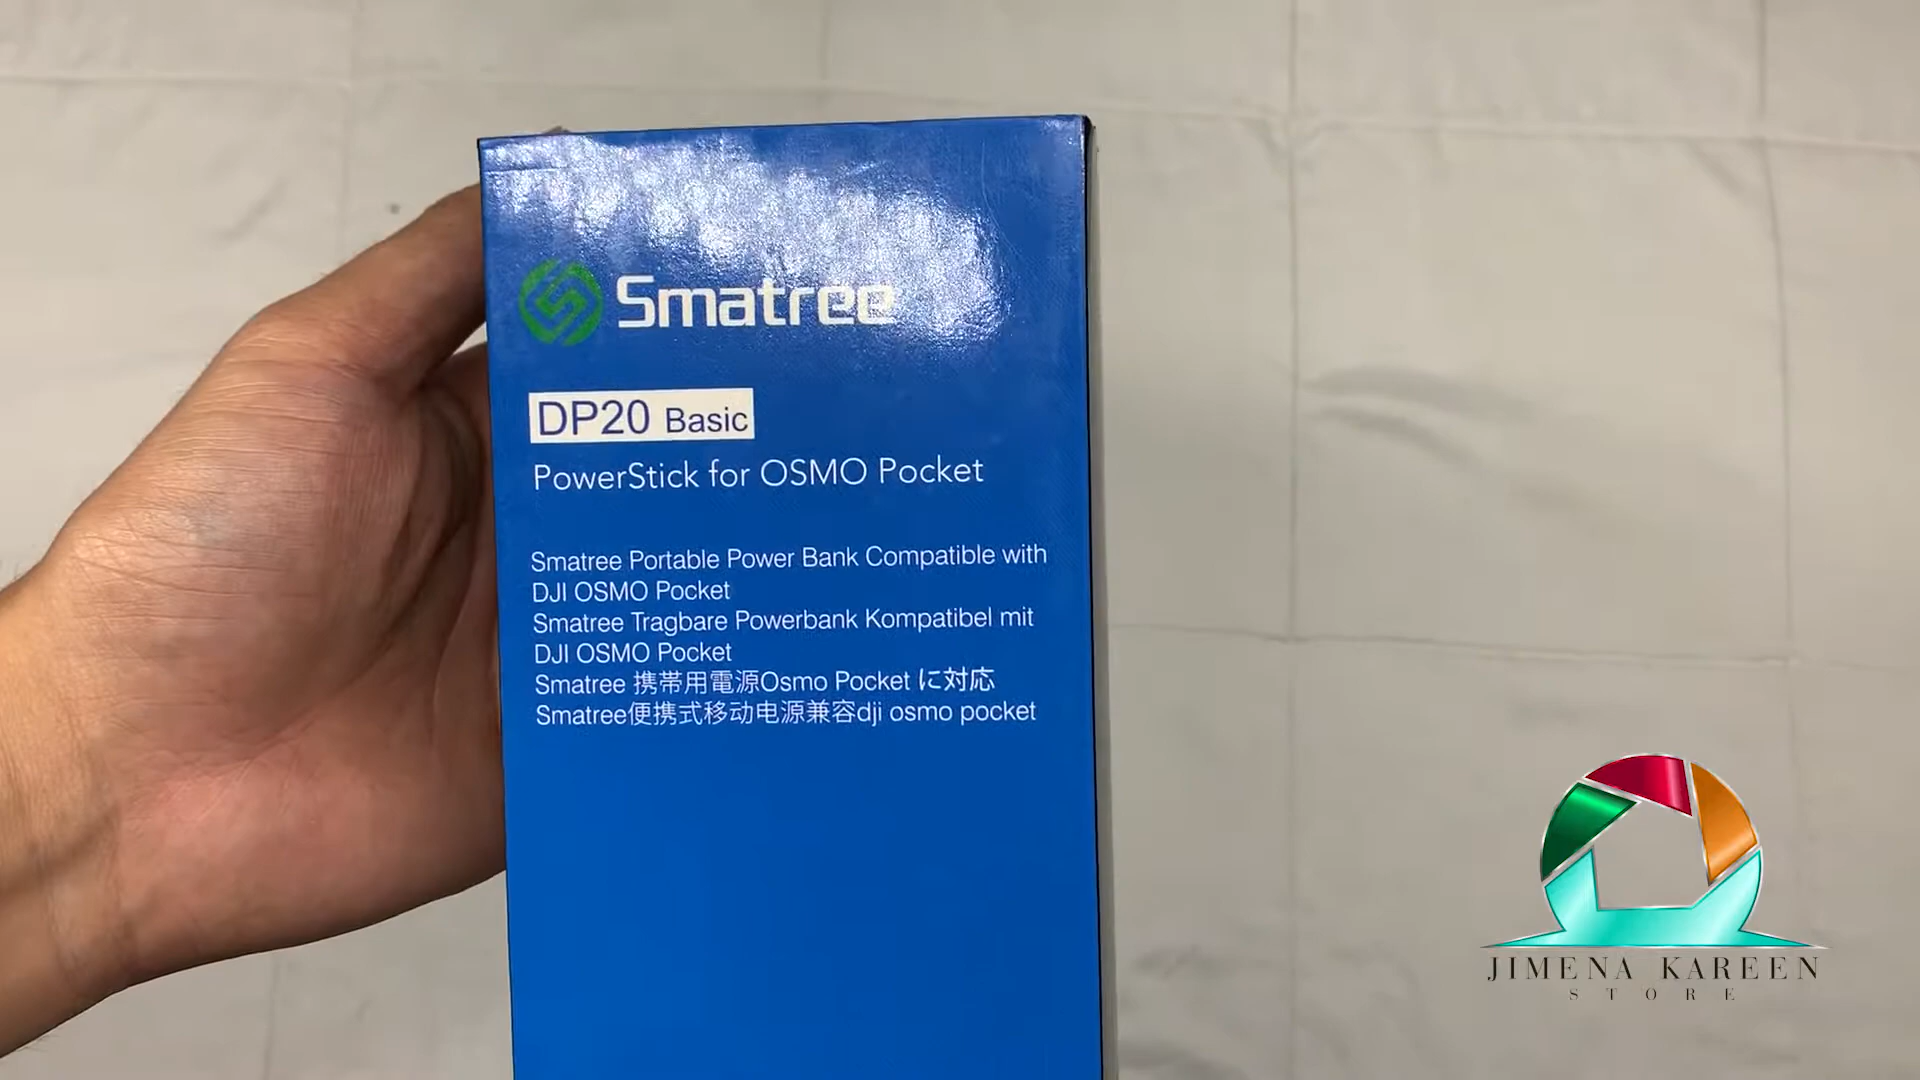 Smatree
DP20 Basic
PowerStick for OSMO Pocket
Smatree Portable Power Bank Compatible with
DJI OSMO Pocket
Smatree Tragbare Powerbank Kompatibel mit
DJI OSMO Pocket
Smatree 携帯用電源Osmo Pocket に対応
Smatree便携式移动电源兼容dji osmo pocket
JIMENA KAREEN
STORE